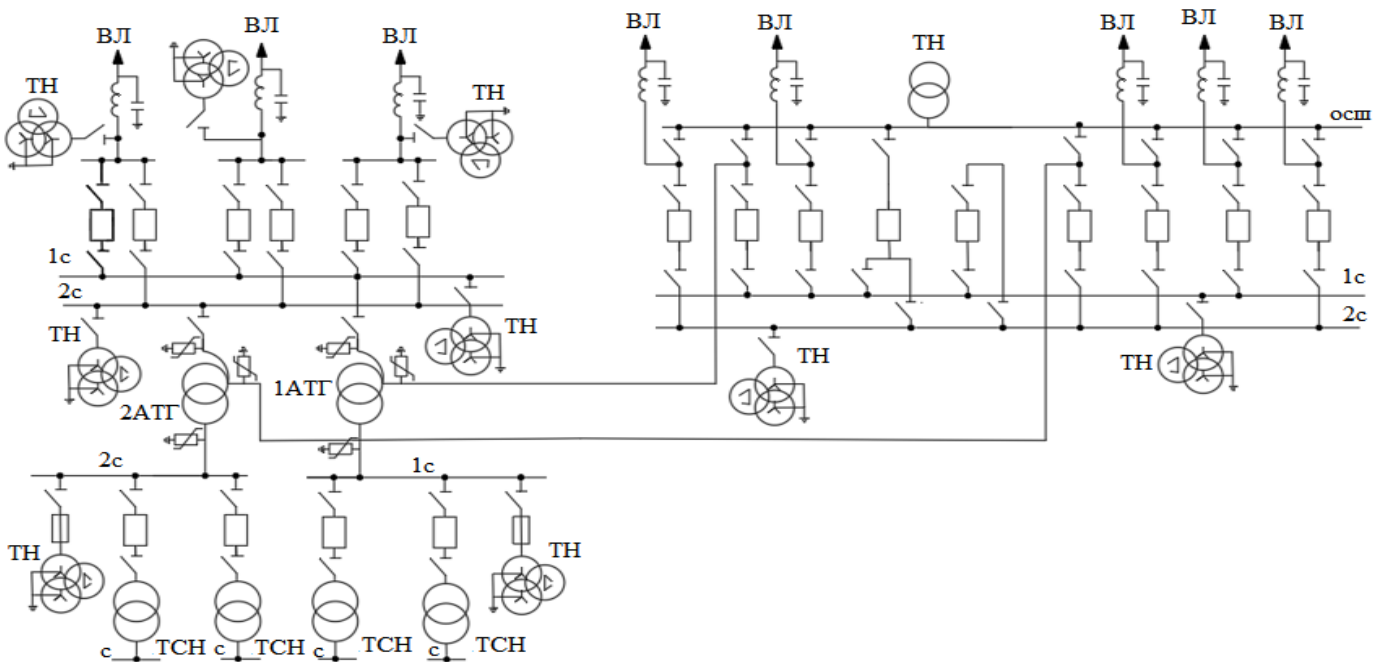 ВЛ ВЛ ВЛ ВЛ ВЛ ВЛ ВЛ ВЛ
ТН ТН ТН
осш
1с 1с
2с 2с
ТН ТН ТН ТН
2АТГ 1АТГ
2с 1с
ТН ТН
с ТСН с ТСН с ТСН с ТСН